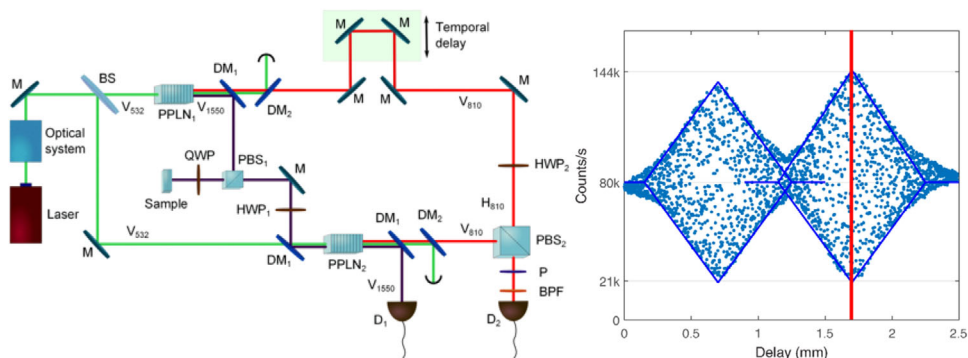 M
BS
DM₁
M
M
Temporal
delay
V₅₃₂
PPLN₁
V₁₅₅₀
DM₂
M
M
V₈₁₀
M
Optical
system
QWP
PBS₁
M
HWP₂
Sample
HWP₁
Laser
DM₁
DM₂
H₈₁₀
V₅₃₂
V₈₁₀
PBS₂
M
DM₁
PPLN₂
V₁₅₅₀
P
BPF
D₁
D₂
144k
80k
21k
0
Counts/s
0
0.5
1
1.5
2
2.5
Delay (mm)